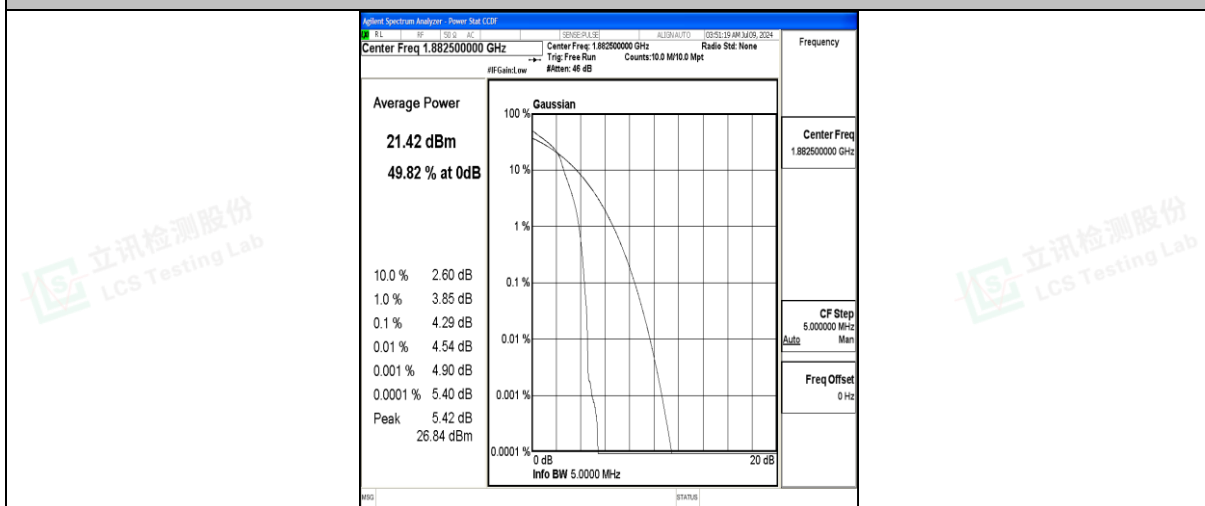 Agilent Spectrum Analyzer - Power Stat CCDF
RL RF 50 Ω AC SENSE:PULSE ALIGN AUTO 03:51:19 AM Jul 09, 2024
Center Freq 1.882500000 GHz
Center Freq: 1.882500000 GHz Radio Std: None
Trig: Free Run Counts:10.0 M/10.0 Mpt
#IFGain:Low #Atten: 46 dB
Frequency
Average Power
21.42 dBm
49.82 % at 0dB
10.0 % 2.60 dB
1.0 % 3.85 dB
0.1 % 4.29 dB
0.01 % 4.54 dB
0.001 % 4.90 dB
0.0001 % 5.40 dB
Peak 5.42 dB
26.84 dBm
Gaussian
100 %
10 %
1 %
0.1 %
0.01 %
0.001 %
0.0001 %
0 dB 20 dB
Info BW 5.0000 MHz
Center Freq
1.882500000 GHz
CF Step
5.000000 MHz
Auto Man
Freq Offset
0 Hz
MSG STATUS
立讯检测股份
LCS Testing Lab
立讯检测股份
LCS Testing Lab